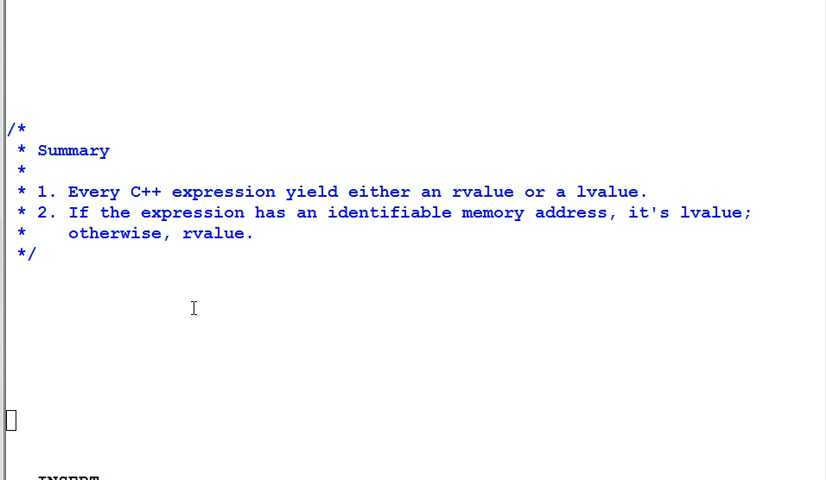 /*
 * Summary
 *
 * 1. Every C++ expression yield either an rvalue or a lvalue.
 * 2. If the expression has an identifiable memory address, it's lvalue;
 *    otherwise, rvalue.
 */
INSERT